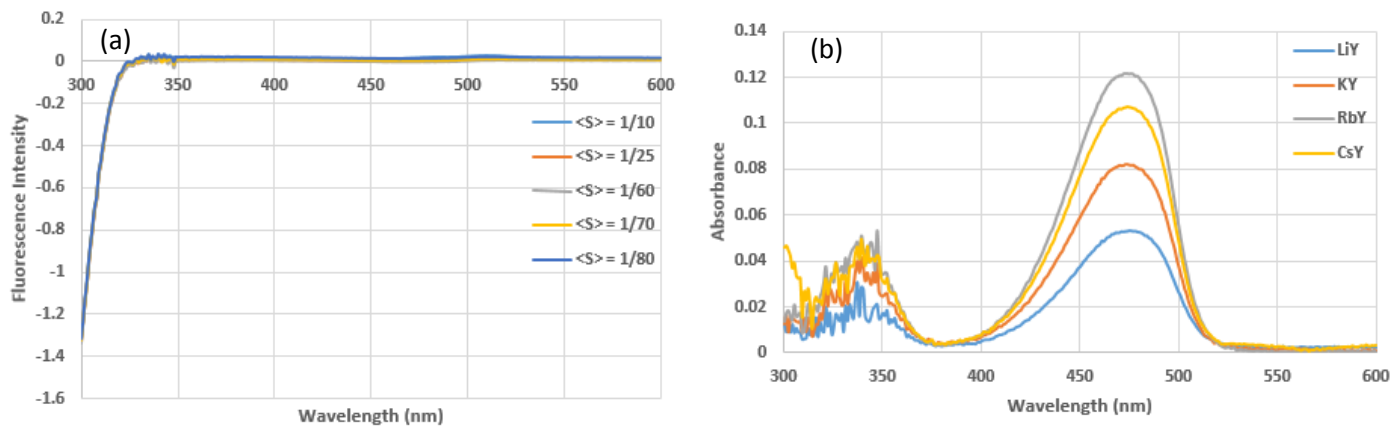 (a)
Fluorescence Intensity
0.2
0
-0.2
-0.4
-0.6
-0.8
-1
-1.2
-1.4
-1.6
300 350 400 450 500 550 600
<S> = 1/10
<S> = 1/25
<S> = 1/60
<S> = 1/70
<S> = 1/80
Wavelength (nm)
(b)
Absorbance
0.14
0.12
0.1
0.08
0.06
0.04
0.02
0
300 350 400 450 500 550 600
LiY
KY
RbY
CsY
Wavelength (nm)